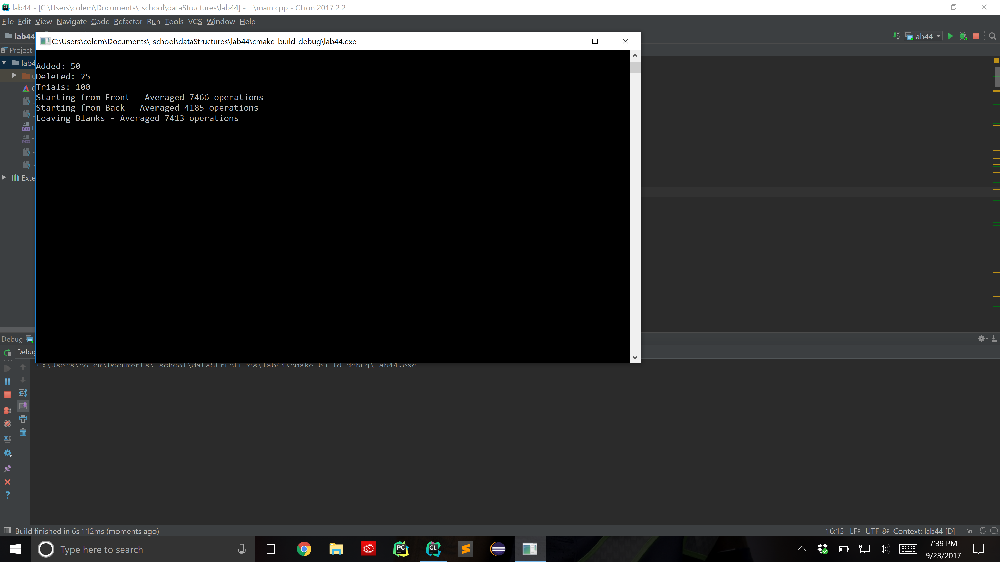 lab44 - [C:\Users\colem\Documents\_school\dataStructures\lab44] - ...\main.cpp - CLion 2017.2.2
File Edit View Navigate Code Refactor Run Tools VCS Window Help
lab44
lab44
C:\Users\colem\Documents\_school\dataStructures\lab44\cmake-build-debug\lab44.exe
Project
Added: 50
Deleted: 25
Trials: 100
Starting from Front - Averaged 7466 operations
Starting from Back - Averaged 4185 operations
Leaving Blanks - Averaged 7413 operations
Debug
C:\Users\colem\Documents\_school\dataStructures\lab44\cmake-build-debug\lab44.exe
Build finished in 6s 112ms (moments ago)
16:15 LF UTF-8 Context: lab44 [D]
Type here to search
7:39 PM
9/23/2017